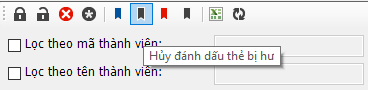 Lọc theo mã thành viên:
Hủy đánh dấu thẻ bị hư
Lọc theo tên thành viên: